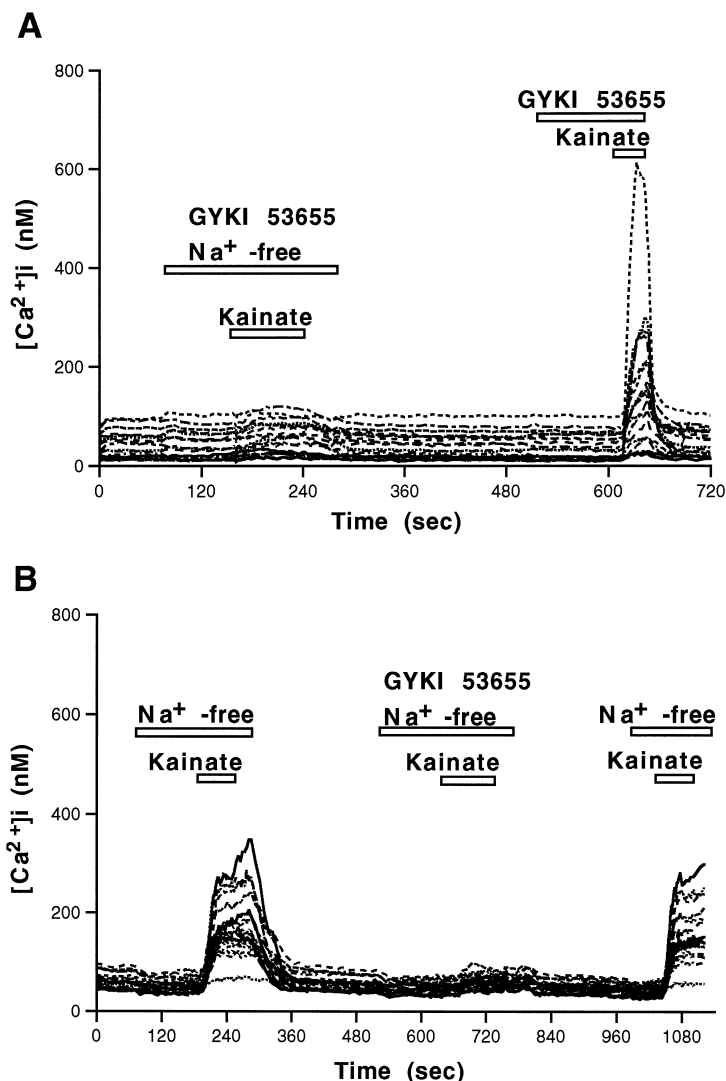 A
800
600
400
200
0
[Ca2+]i (nM)
GYKI 53655
Na+ -free
Kainate
GYKI 53655
Kainate
0 120 240 360 480 600 720
Time (sec)
B
800
600
400
200
0
[Ca2+]i (nM)
Na+ -free
Kainate
GYKI 53655
Na+ -free
Kainate
Na+ -free
Kainate
0 120 240 360 480 600 720 840 960 1080
Time (sec)